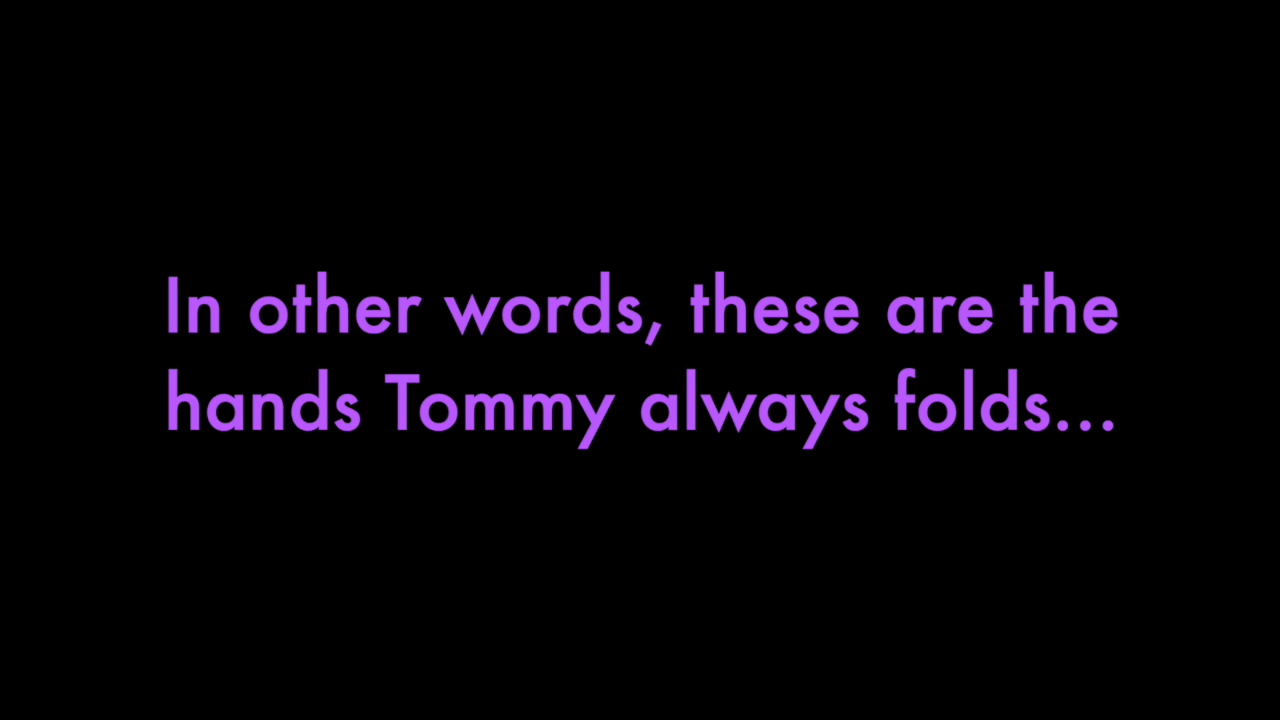 In other words, these are the
hands Tommy always folds...